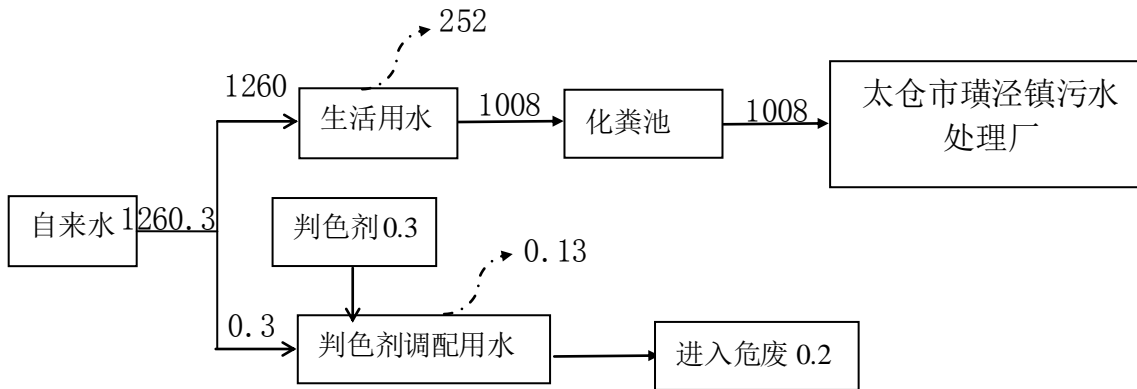 252
1260
生活用水
1008
化粪池
1008
太仓市璜泾镇污水
处理厂
自来水
1260.3
判色剂 0.3
0.13
0.3
判色剂调配用水
进入危废 0.2